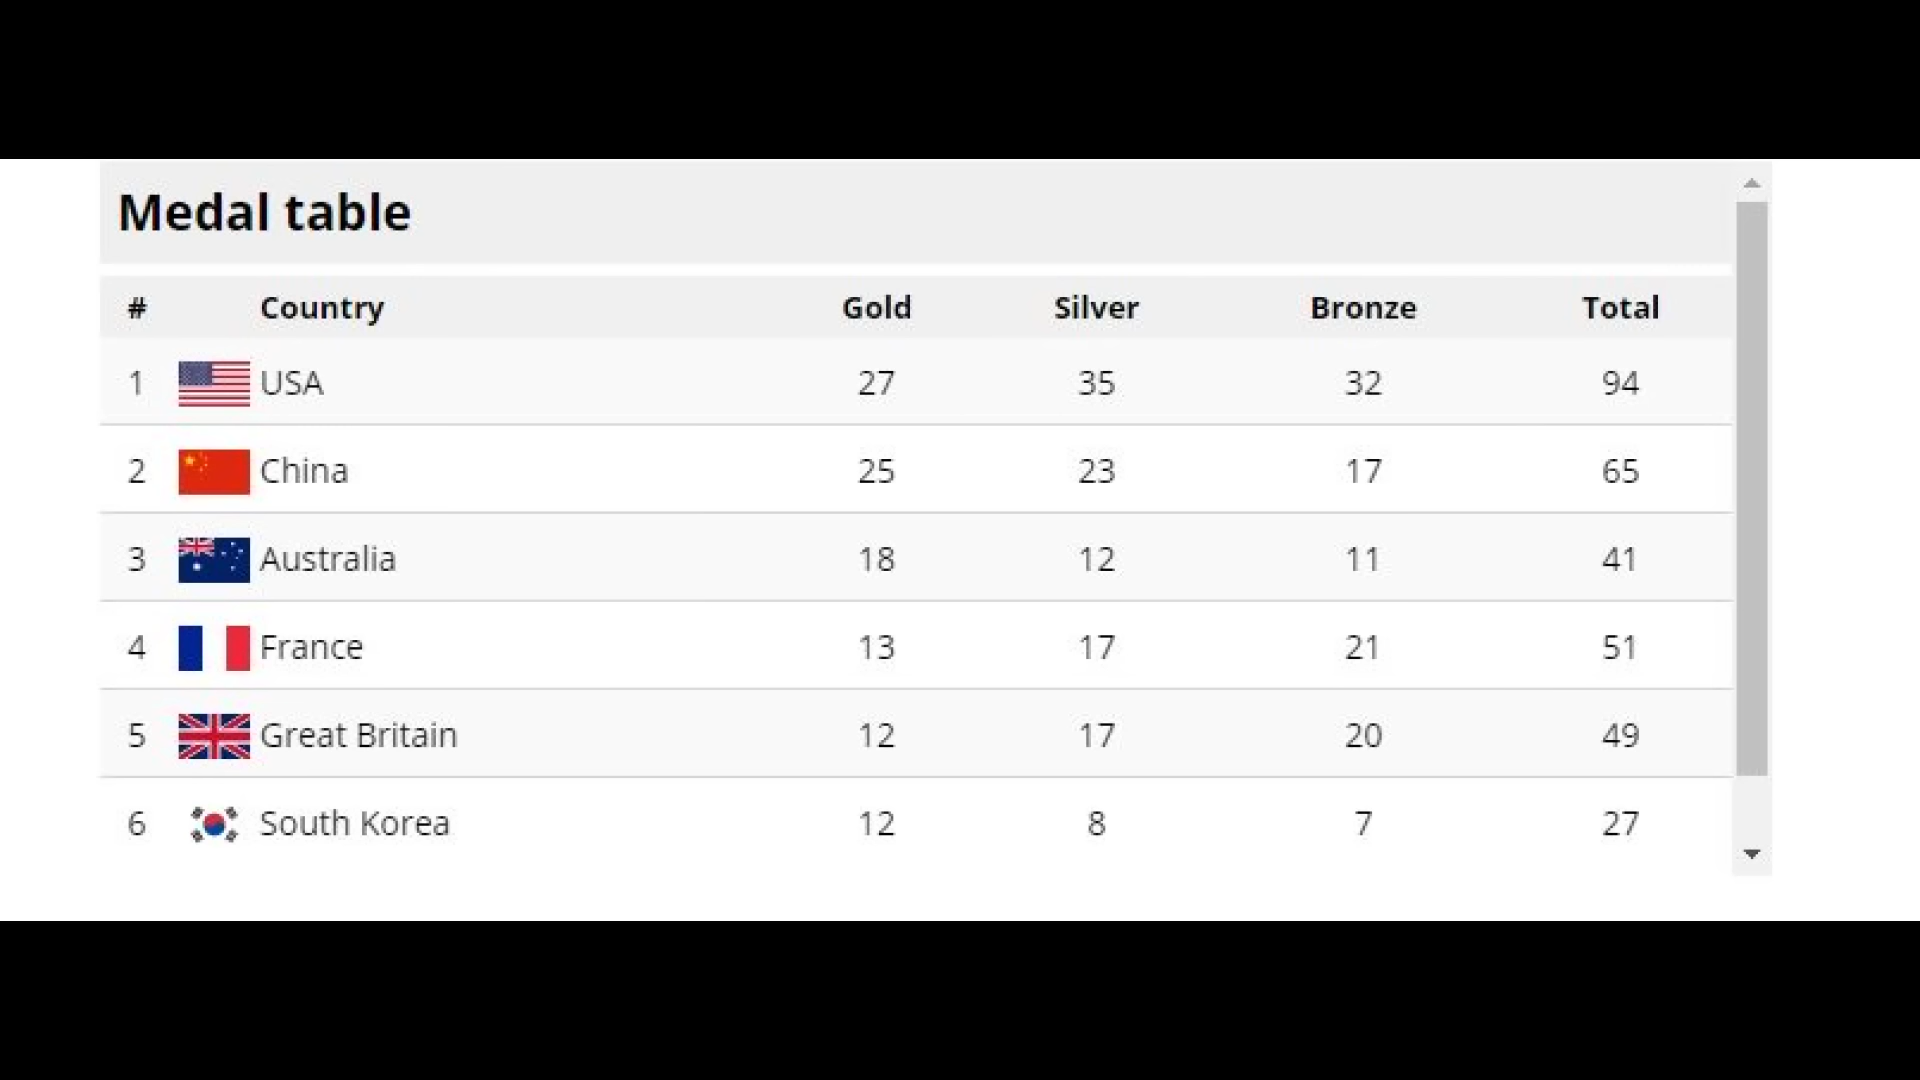 Medal table
# Country Gold Silver Bronze Total
1 USA 27 35 32 94
2 China 25 23 17 65
3 Australia 18 12 11 41
4 France 13 17 21 51
5 Great Britain 12 17 20 49
6 South Korea 12 8 7 27